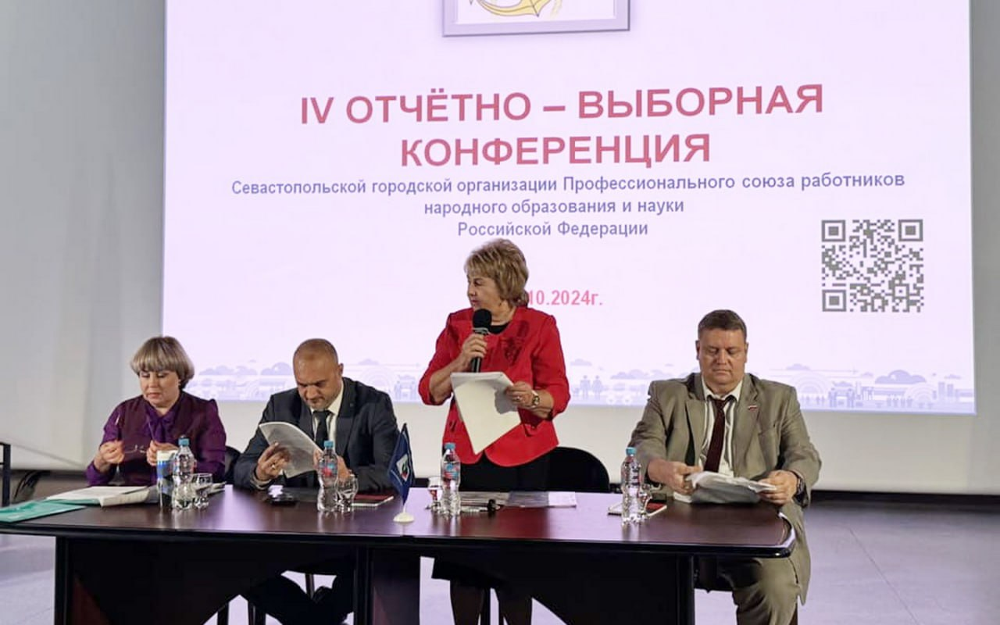 IV ОТЧЁТНО – ВЫБОРНАЯ
КОНФЕРЕНЦИЯ
Севастопольской городской организации Профессионального союза работников
народного образования и науки
Российской Федерации
10.2024г.